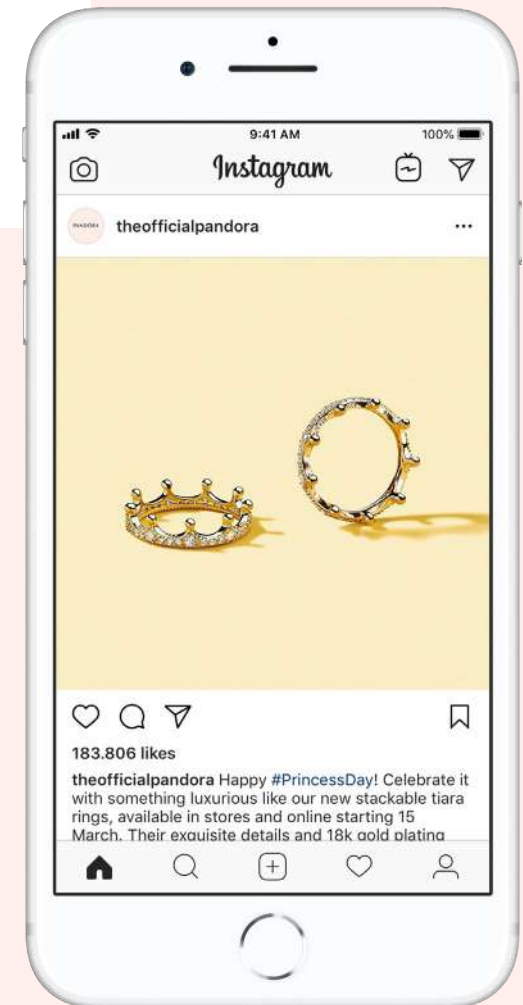 9:41 AM
100%
Instagram
PANDORA
theofficialpandora
183.806 likes
theofficialpandora Happy #PrincessDay! Celebrate it
with something luxurious like our new stackable tiara
rings, available in stores and online starting 15
March. Their exquisite details and 18k gold plating